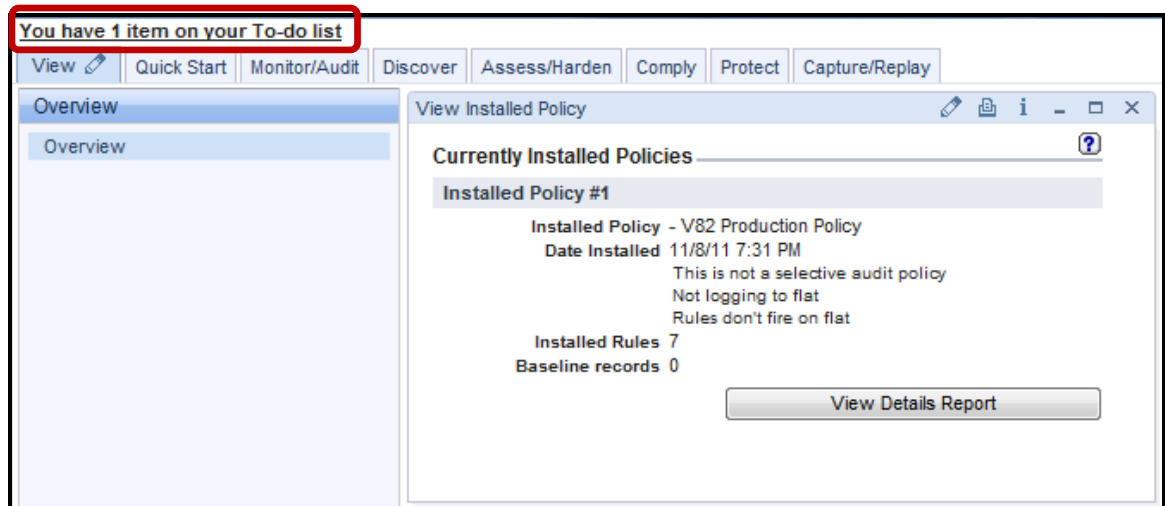 You have 1 item on your To-do list
View Quick Start Monitor/Audit Discover Assess/Harden Comply Protect Capture/Replay
Overview
Overview
View Installed Policy
Currently Installed Policies
Installed Policy #1
Installed Policy - V82 Production Policy
Date Installed 11/8/11 7:31 PM
This is not a selective audit policy
Not logging to flat
Rules don't fire on flat
Installed Rules 7
Baseline records 0
View Details Report